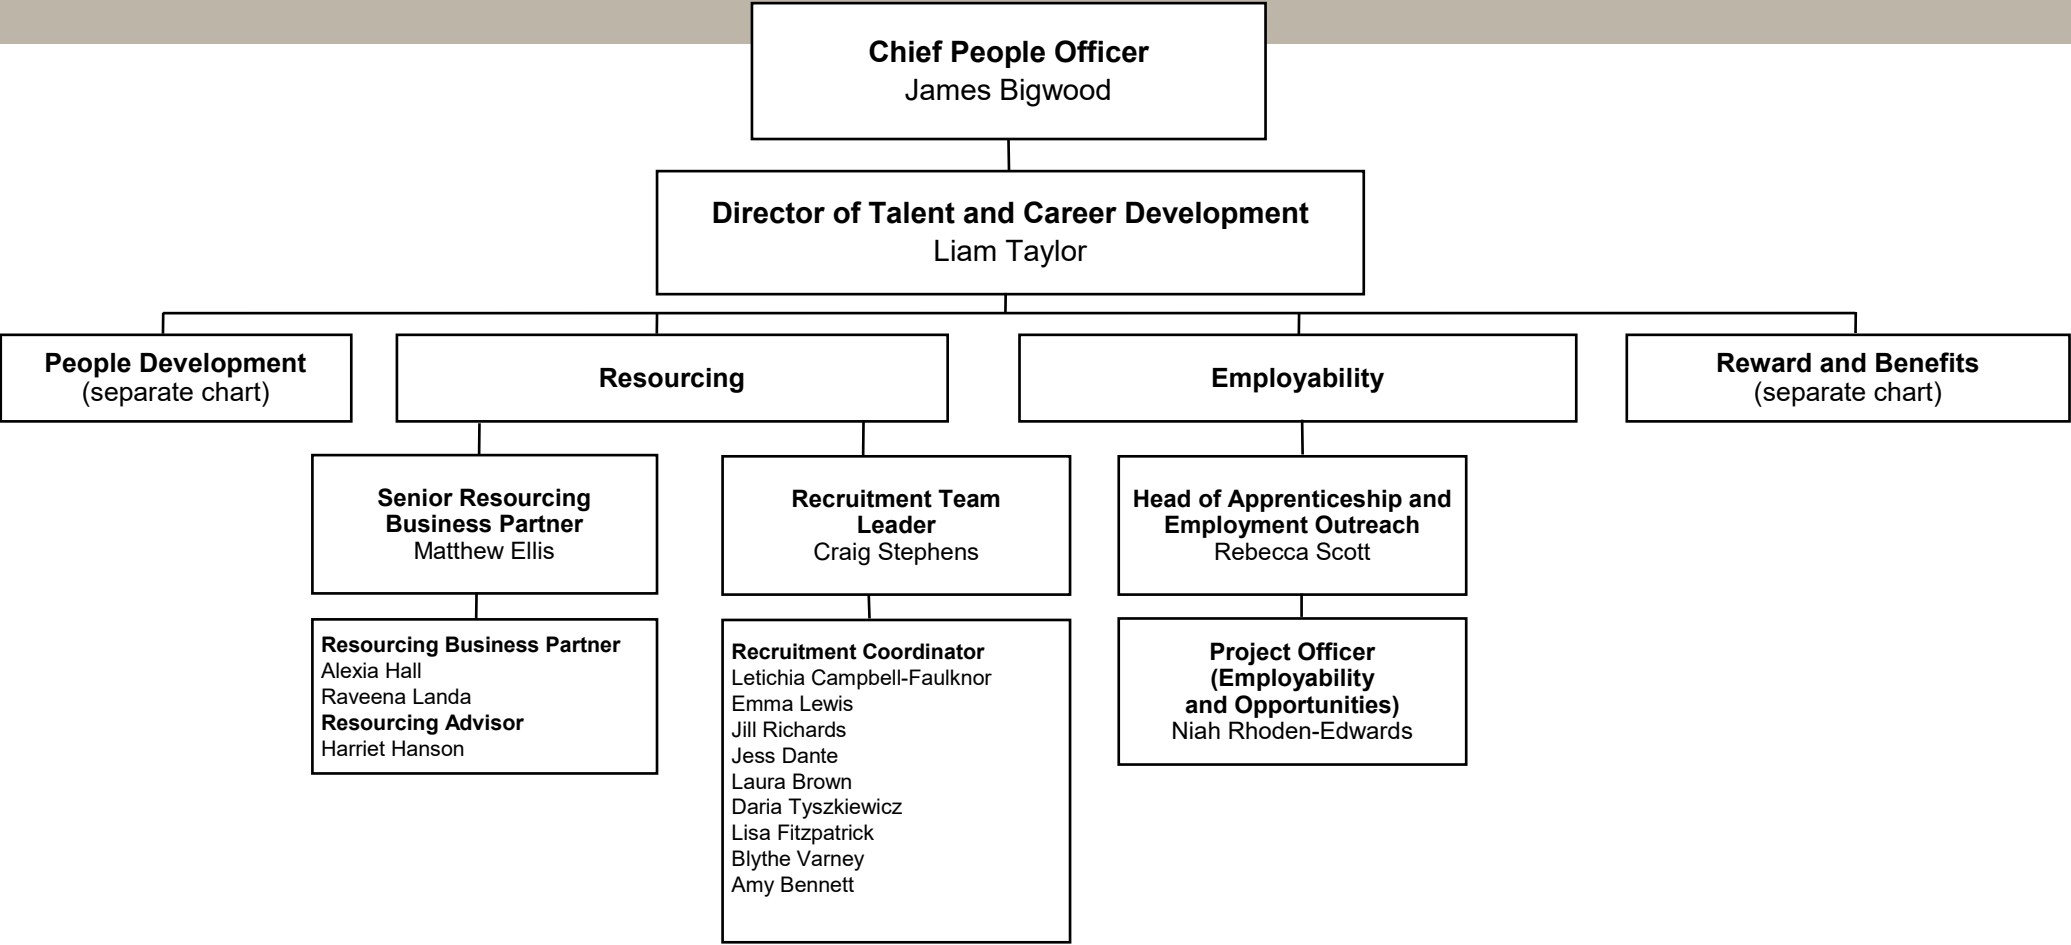 Chief People Officer
James Bigwood
Director of Talent and Career Development
Liam Taylor
People Development
(separate chart)
Resourcing
Employability
Reward and Benefits
(separate chart)
Senior Resourcing
Business Partner
Matthew Ellis
Recruitment Team
Leader
Craig Stephens
Head of Apprenticeship and
Employment Outreach
Rebecca Scott
Resourcing Business Partner
Alexia Hall
Raveena Landa
Resourcing Advisor
Harriet Hanson
Recruitment Coordinator
Letichia Campbell-Faulknor
Emma Lewis
Jill Richards
Jess Dante
Laura Brown
Daria Tyszkiewicz
Lisa Fitzpatrick
Blythe Varney
Amy Bennett
Project Officer
(Employability
and Opportunities)
Niah Rhoden-Edwards